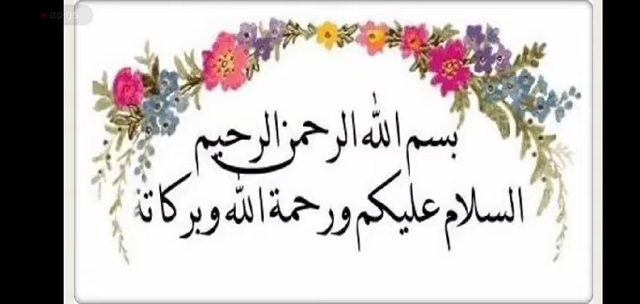 بسم الله الرحمن الرحيم
السلام عليكم ورحمة الله وبركاته